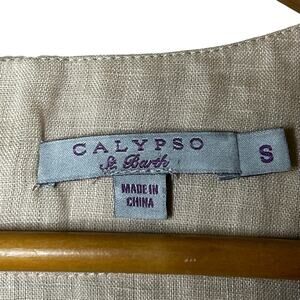 CALYPSO
St. Barth
S
MADE IN
CHINA